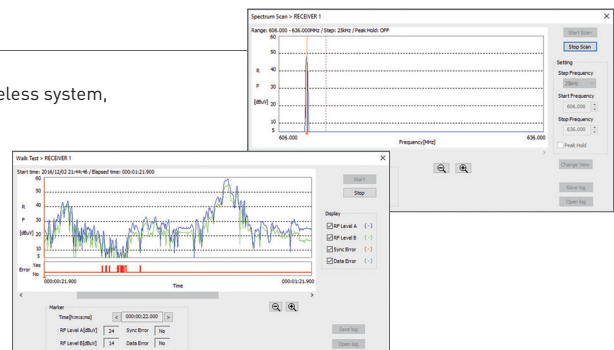 eless system,
Spectrum Scan > RECEIVER 1
Range: 606.000 - 636.000MHz / Step: 25kHz / Peak Hold: OFF
60
50
40
30
20
10
5
R
F
[dBuV]
606.000
636.000
Frequency[MHz]
Start Scan
Stop Scan
Setting
Step Frequency
25kHz
Start Frequency
606.000
Stop Frequency
636.000
Peak Hold
Change View
Save log
Open log
Walk Test > RECEIVER 1
Start time: 2016/12/02 21:44:46 / Elapsed time: 000:01:21.900
60
50
40
30
20
10
5
R
F
[dBuV]
Error
Yes
No
000:00:21.900
000:01:21.900
Time
Start
Stop
Display
RF Level A (-)
RF Level B (-)
Sync Error (-)
Data Error (-)
Marker
Time[h:m:s:ms] < 000:00:22.000 >
RF Level A[dBuV] 24 Sync Error No
RF Level B[dBuV] 14 Data Error No
Save log
Open log